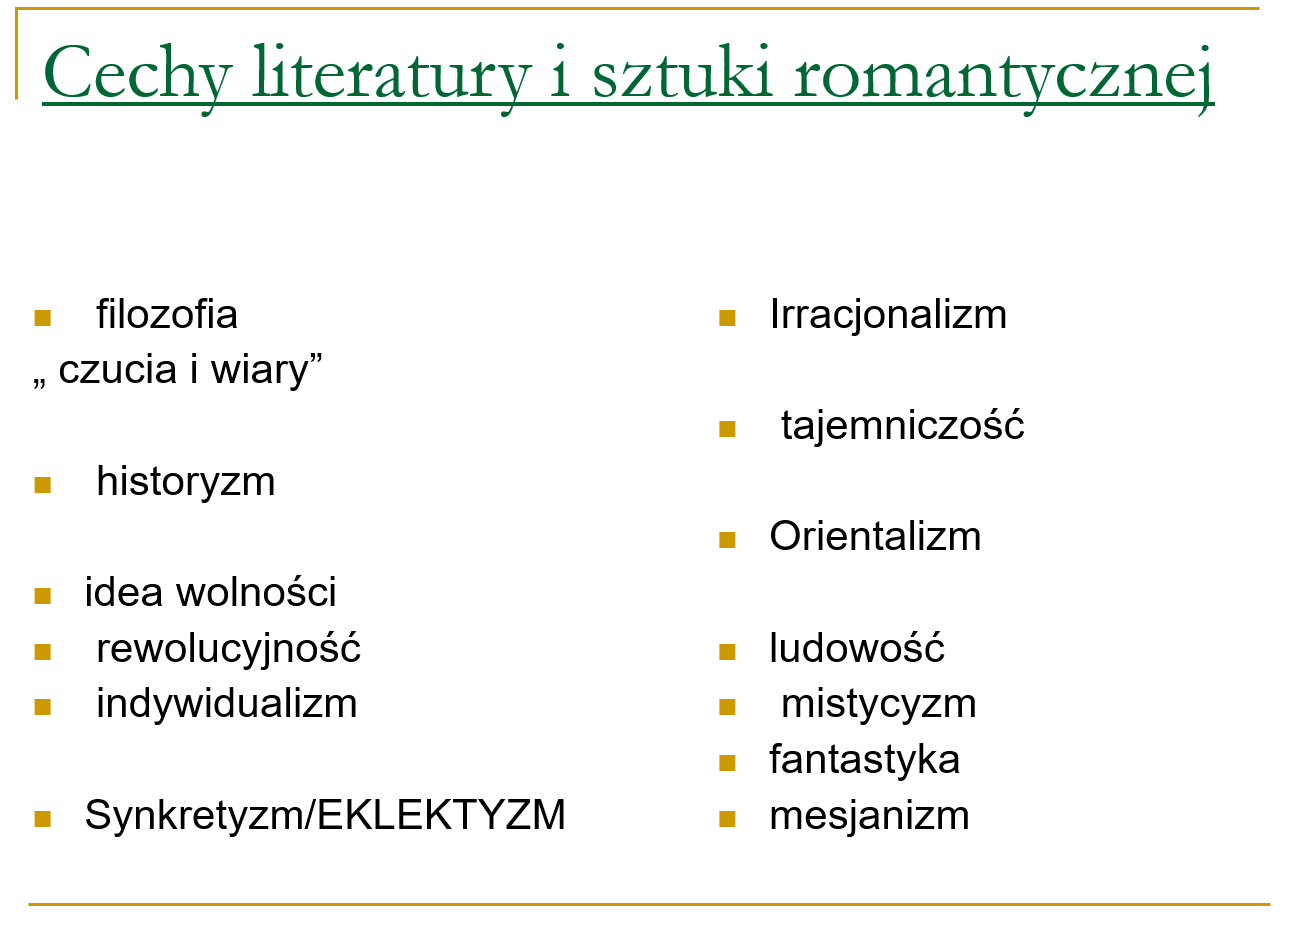 Cechy literatury i sztuki romantycznej
filozofia
„ czucia i wiary”
historyzm
idea wolności
rewolucyjność
indywidualizm
Synkretyzm/EKLEKTYZM
Irracjonalizm
tajemniczość
Orientalizm
ludowość
mistycyzm
fantastyka
mesjanizm